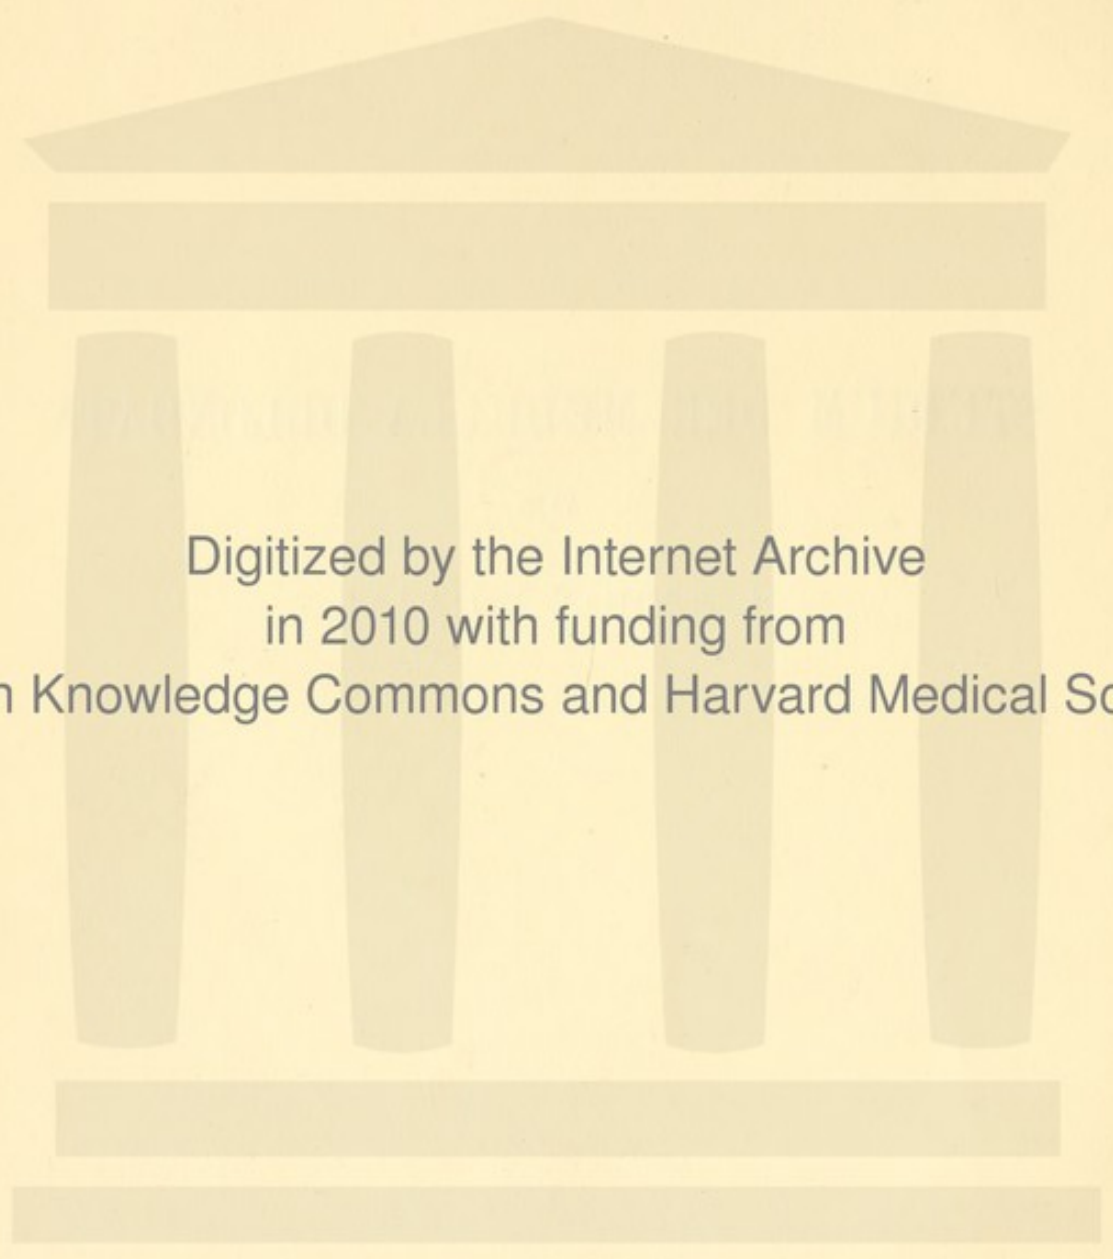 Digitized by the Internet Archive
in 2010 with funding from
Knowledge Commons and Harvard Medical